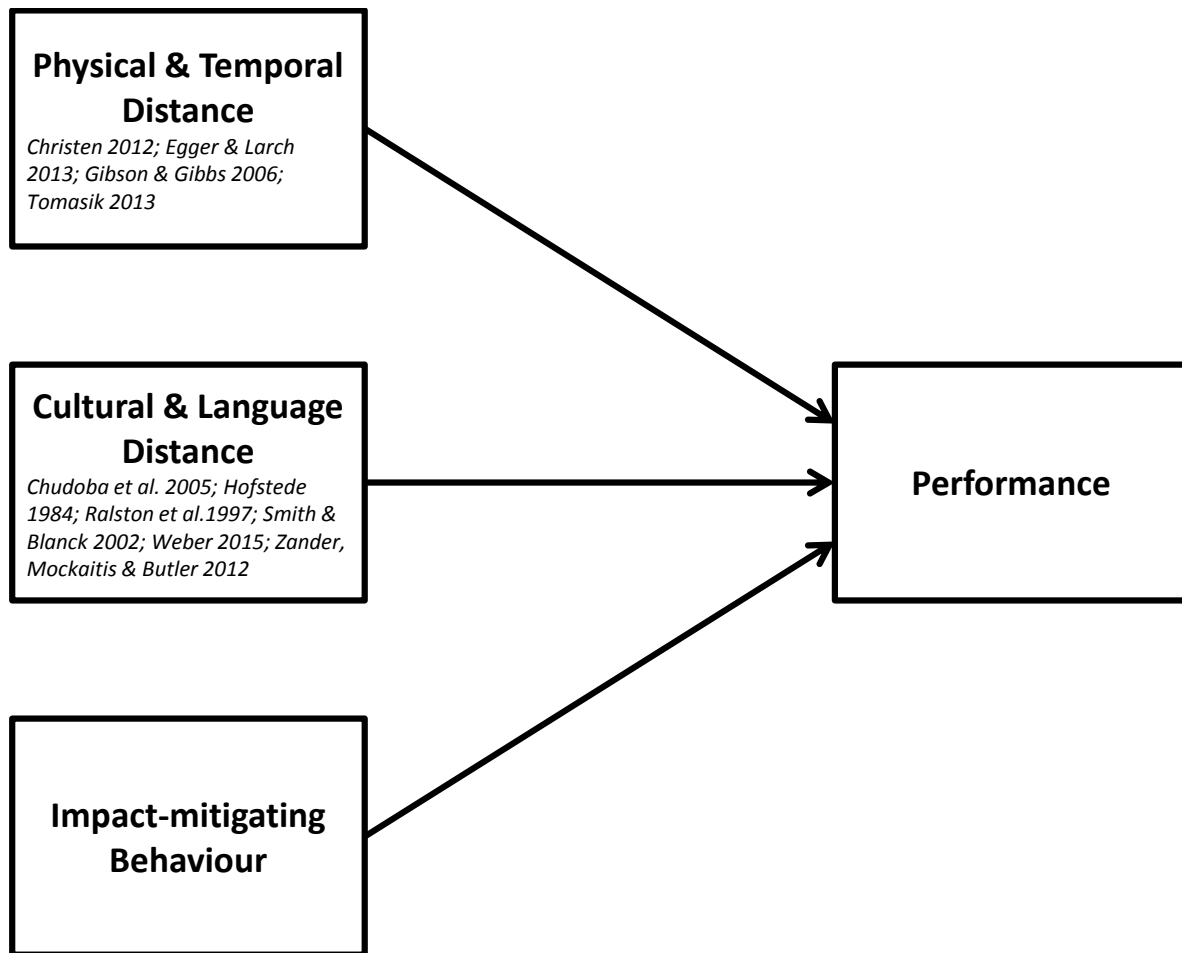 Physical & Temporal
Distance
Christen 2012; Egger & Larch
2013; Gibson & Gibbs 2006;
Tomasik 2013
Cultural & Language
Distance
Chudoba et al. 2005; Hofstede
1984; Ralston et al.1997; Smith &
Blanck 2002; Weber 2015; Zander,
Mockaitis & Butler 2012
Performance
Impact-mitigating
Behaviour